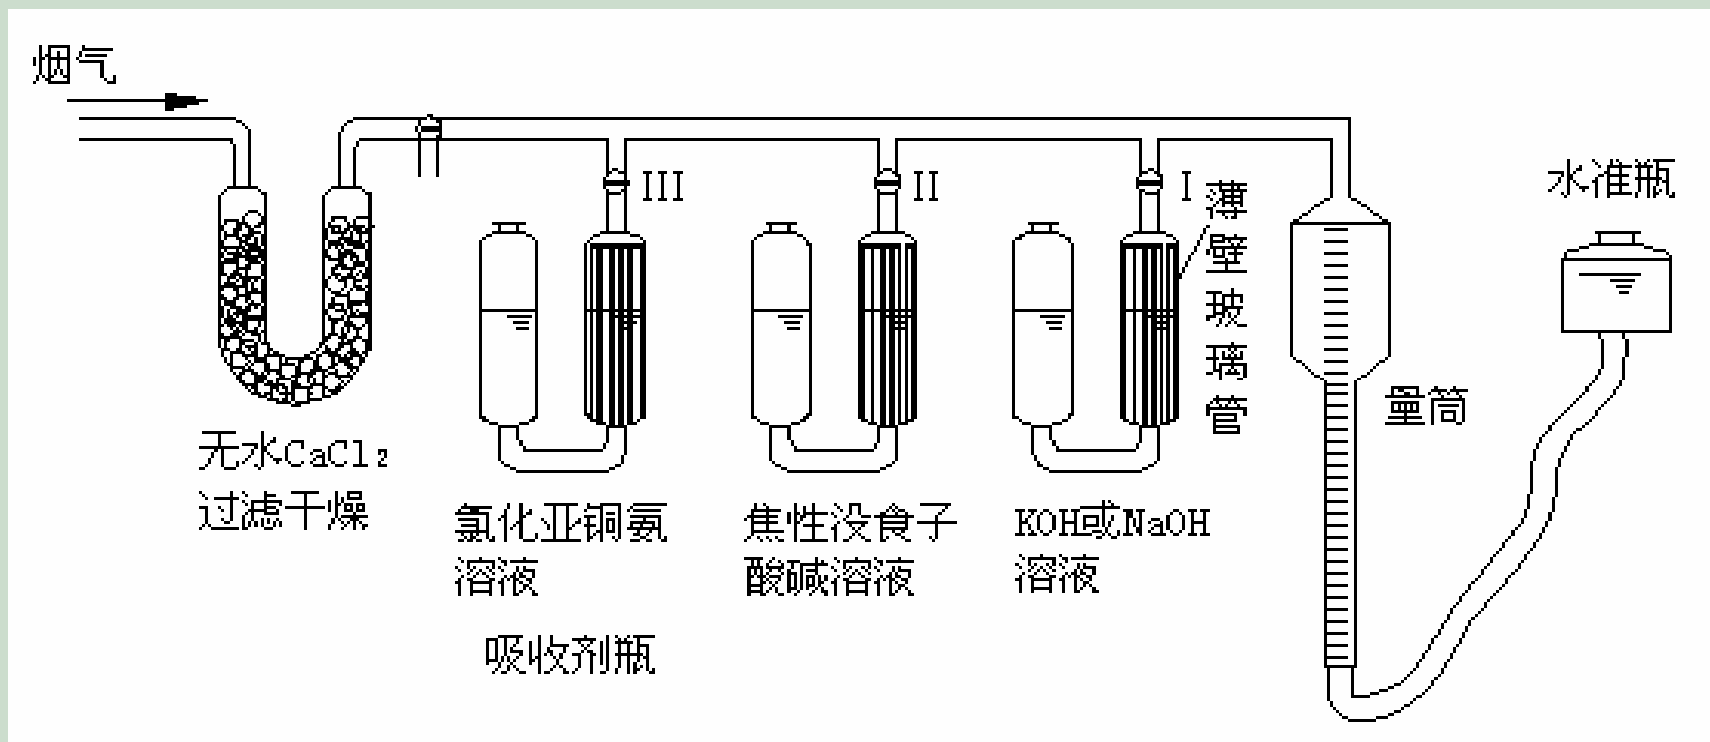 烟气
III
II
I
薄壁玻璃管
水准瓶
量筒
无水CaCl₂
过滤干燥
氯化亚铜氨
溶液
焦性没食子
酸碱溶液
KOH或NaOH
溶液
吸收剂瓶